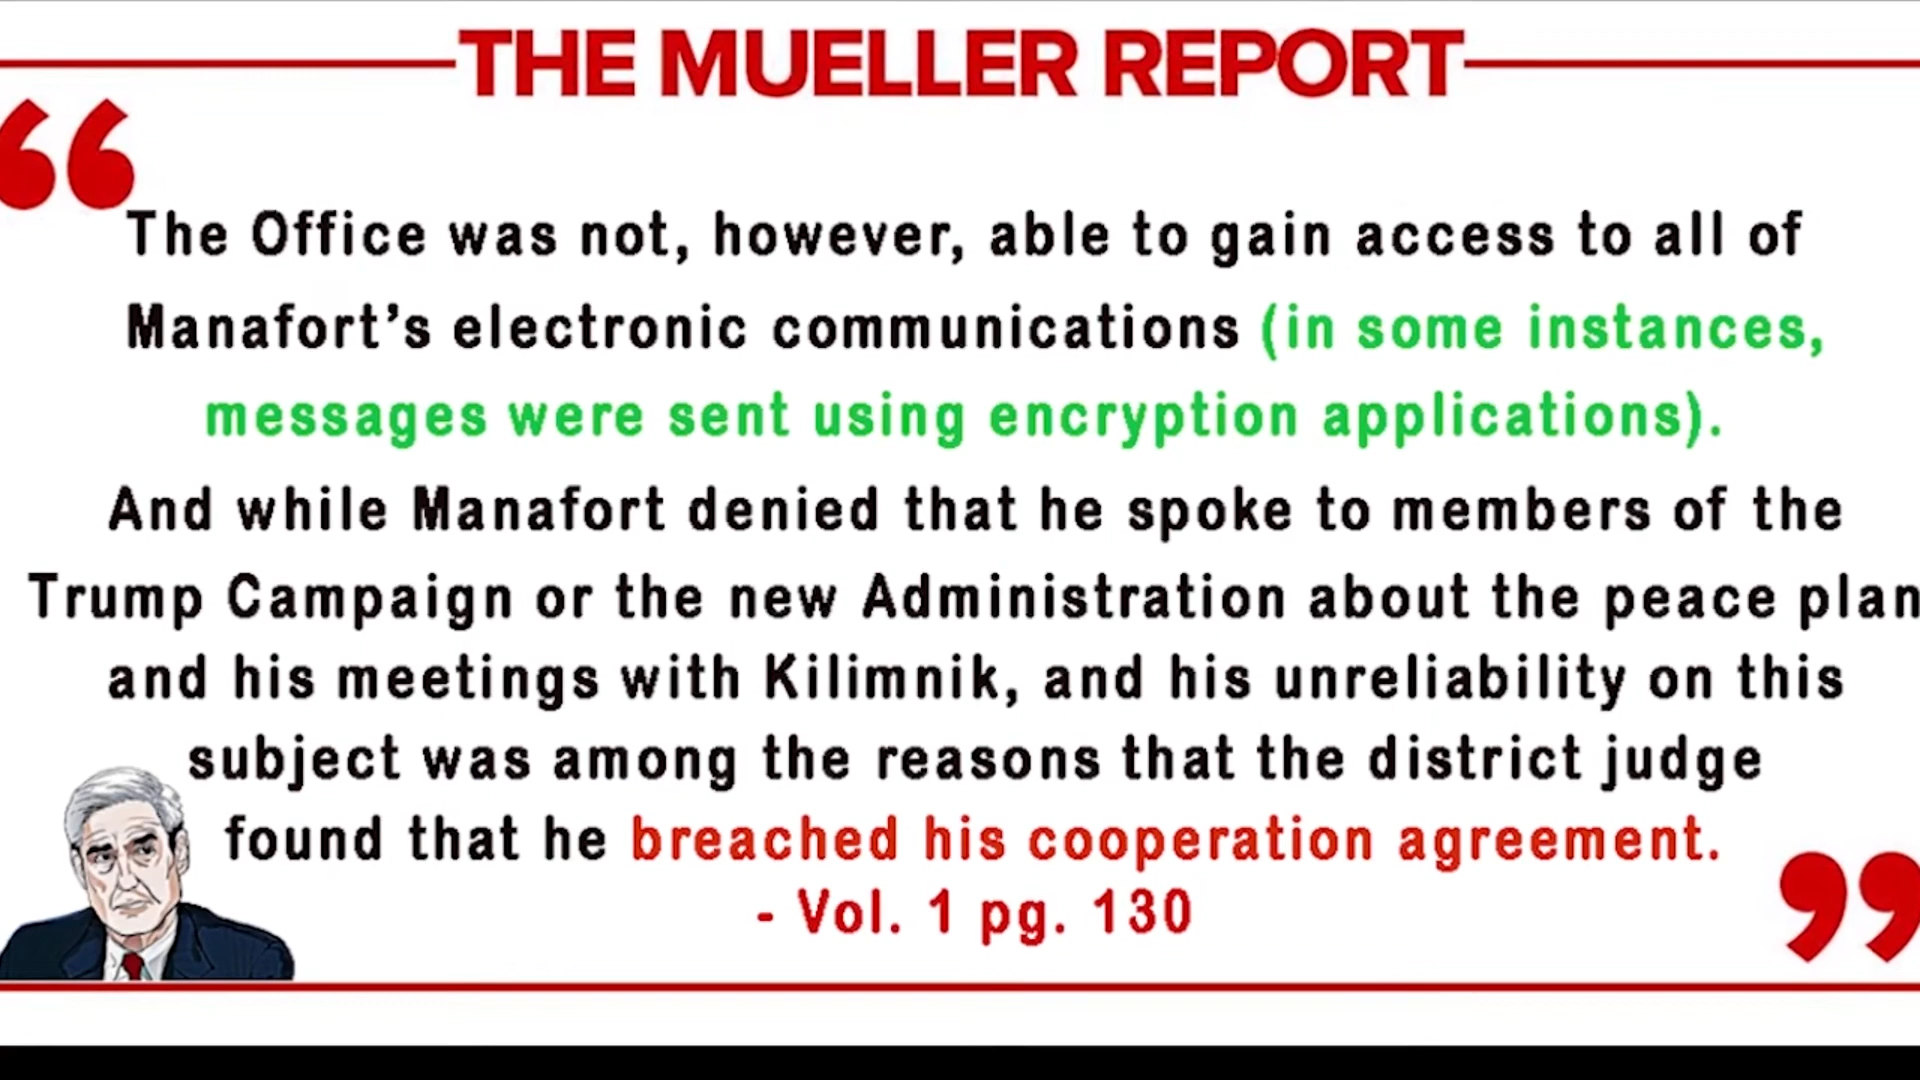 THE MUELLER REPORT
“
The Office was not, however, able to gain access to all of
Manafort’s electronic communications (in some instances,
messages were sent using encryption applications).
And while Manafort denied that he spoke to members of the
Trump Campaign or the new Administration about the peace plan
and his meetings with Kilimnik, and his unreliability on this
subject was among the reasons that the district judge
found that he breached his cooperation agreement.
- Vol. 1 pg. 130
”